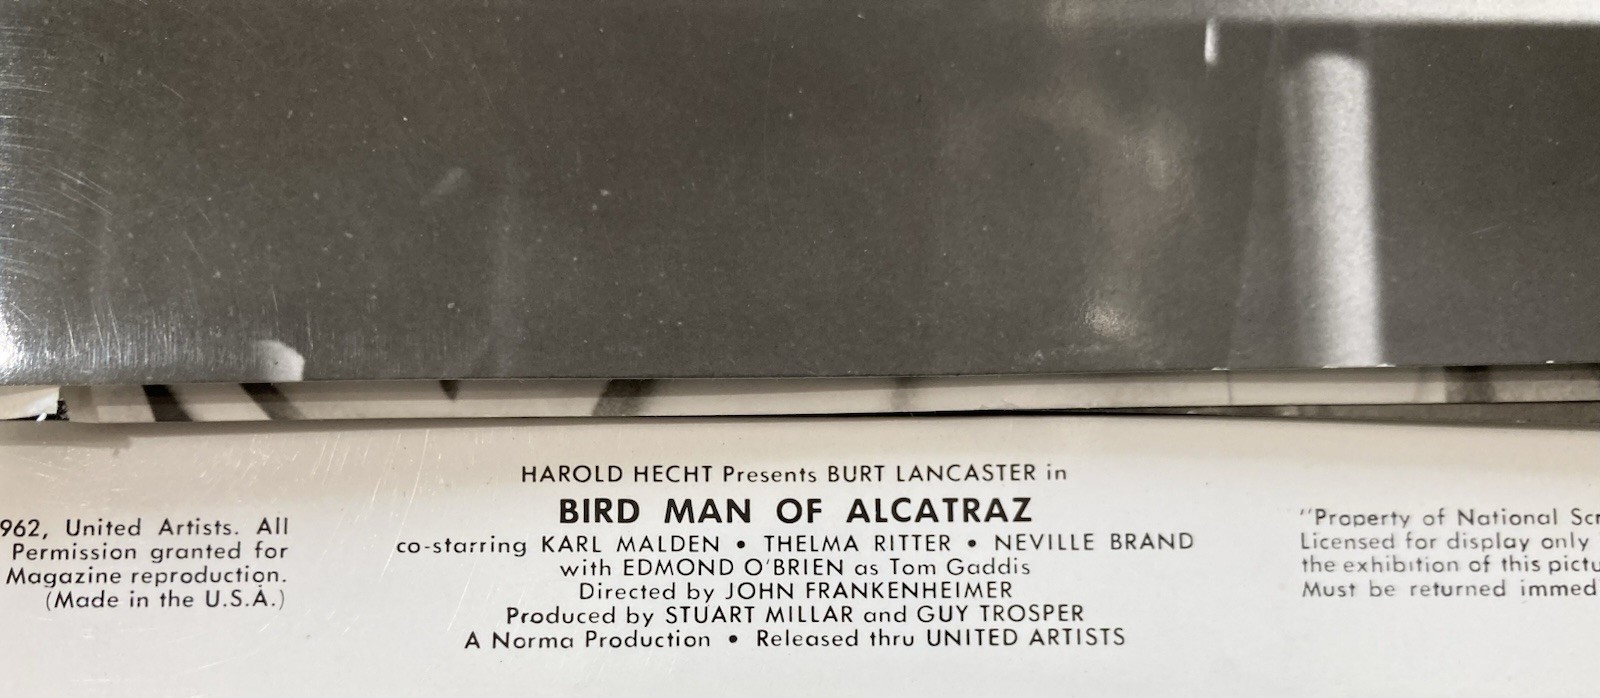 HAROLD HECHT Presents BURT LANCASTER in
BIRD MAN OF ALCATRAZ
co-starring KARL MALDEN • THELMA RITTER • NEVILLE BRAND
with EDMOND O'BRIEN as Tom Gaddis
Directed by JOHN FRANKENHEIMER
Produced by STUART MILLAR and GUY TROSPER
A Norma Production • Released thru UNITED ARTISTS
962, United Artists. All
Permission granted for
Magazine reproduction.
(Made in the U.S.A.)
"Property of National Scr
Licensed for display only
the exhibition of this pictu
Must be returned immed